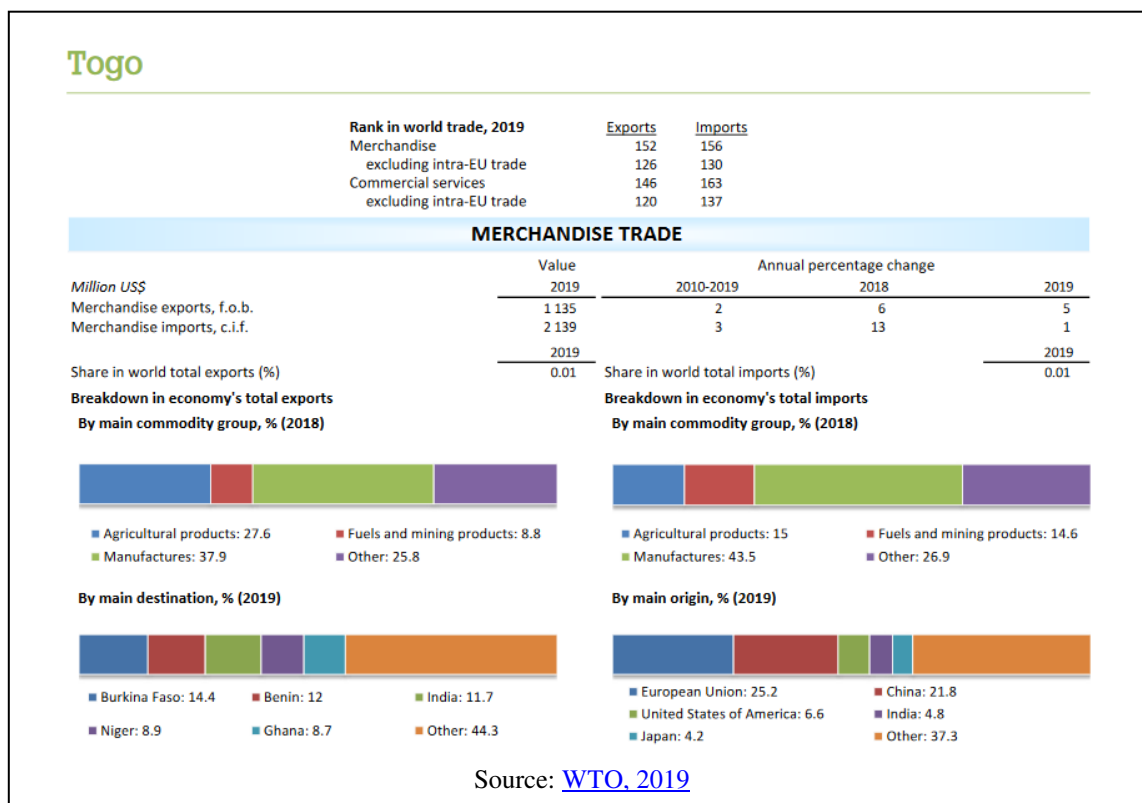 Togo
Rank in world trade, 2019 Exports Imports
Merchandise 152 156
excluding intra-EU trade 126 130
Commercial services 146 163
excluding intra-EU trade 120 137
MERCHANDISE TRADE
Value Annual percentage change
Million US$ 2019 2010-2019 2018 2019
Merchandise exports, f.o.b. 1 135 2 6 5
Merchandise imports, c.i.f. 2 139 3 13 1
2019 2019
Share in world total exports (%) 0.01 Share in world total imports (%) 0.01
Breakdown in economy's total exports Breakdown in economy's total imports
By main commodity group, % (2018) By main commodity group, % (2018)
Agricultural products: 27.6 Fuels and mining products: 8.8 Agricultural products: 15 Fuels and mining products: 14.6
Manufactures: 37.9 Other: 25.8 Manufactures: 43.5 Other: 26.9
By main destination, % (2019) By main origin, % (2019)
Burkina Faso: 14.4 Benin: 12 India: 11.7 European Union: 25.2 China: 21.8
United States of America: 6.6 India: 4.8
Niger: 8.9 Ghana: 8.7 Other: 44.3 Japan: 4.2 Other: 37.3
Source: WTO, 2019